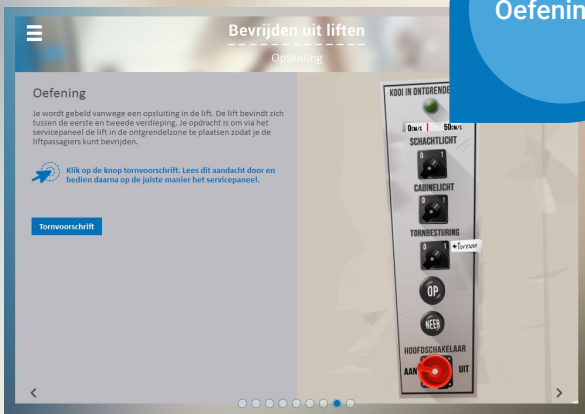 Oefenin
Bevrijden uit liften
Opsluiting
Oefening
Je wordt gebeld vanwege een opsluiting in de lift. De lift bevindt zich
tussen de eerste en tweede verdieping. Je opdracht is om via het
servicepaneel de lift in de ontgrendelzone te plaatsen zodat je de
liftpassagiers kunt bevrijden.
Klik op de knop tornvoorschrift. Lees dit aandacht door en
bedien daarna op de juiste manier het servicepaneel.
Tornvoorschrift
KOOI IN ONTGRENDE
0CM/S 50CM/S
SCHACHTLICHT
0 1
CABINELICHT
0 1
TORNBESTURING
0 1 Tornen
OP
NEER
HOOFDSCHAKELAAR
AAN UIT